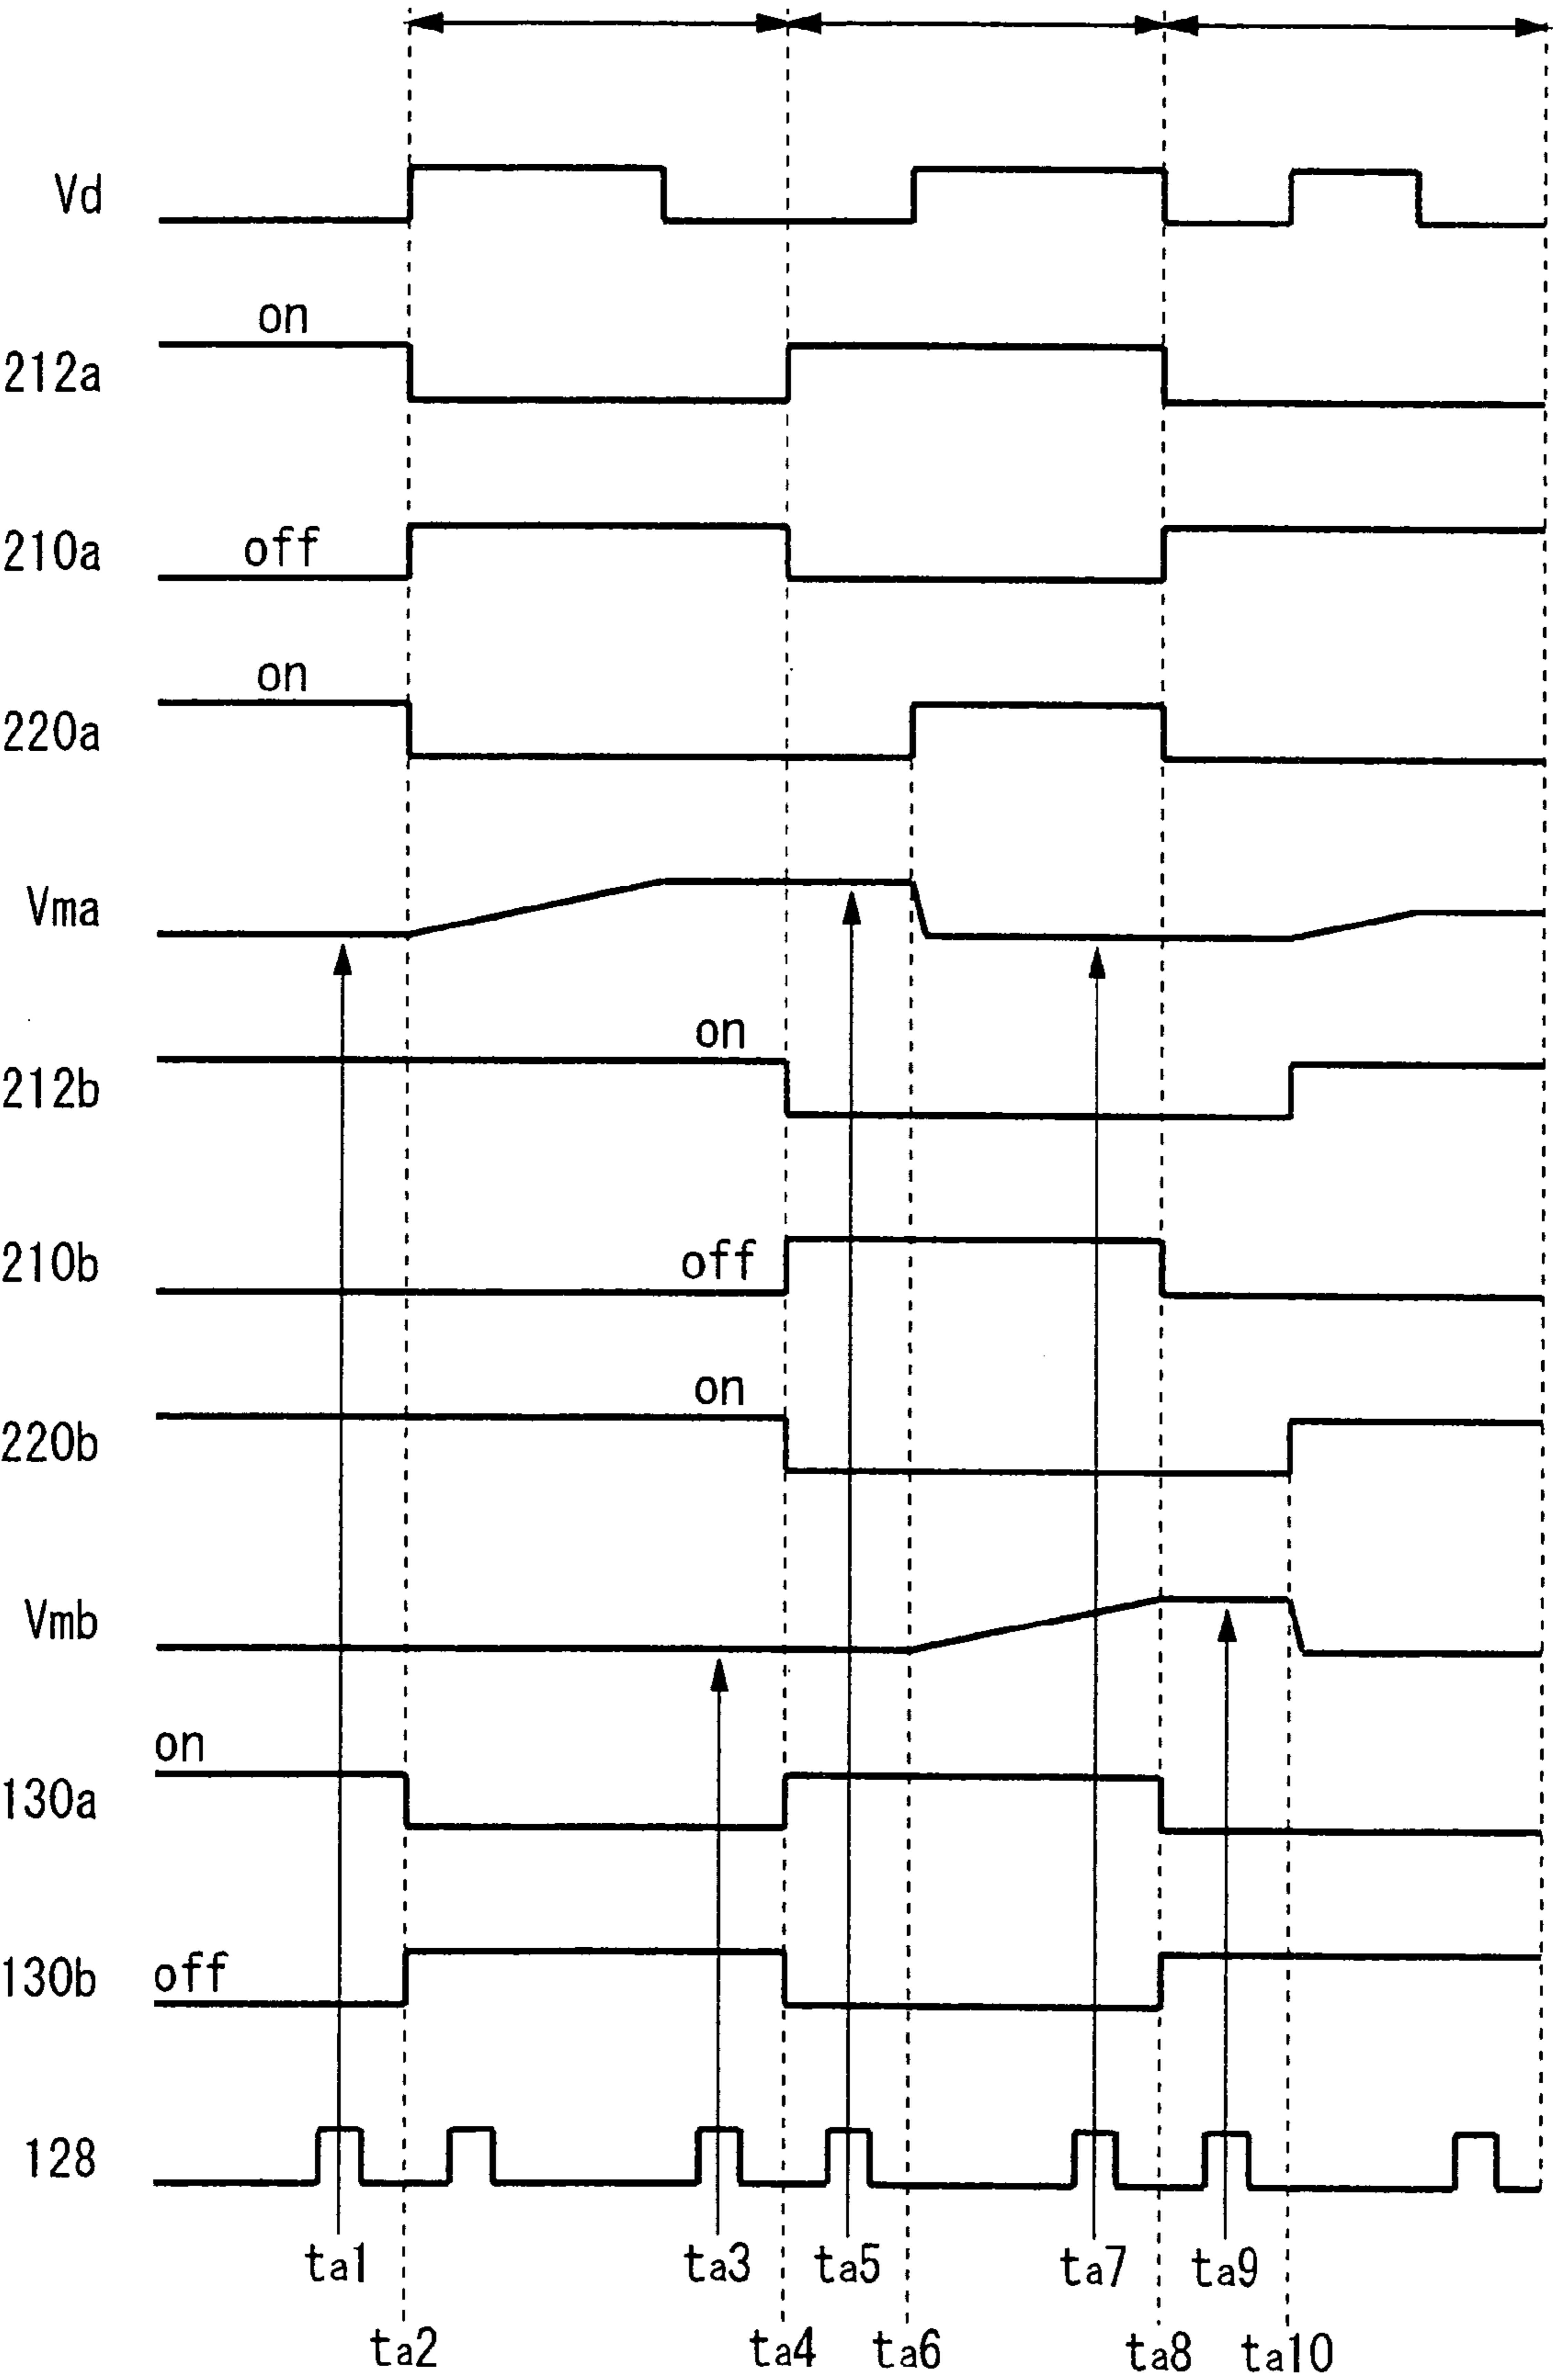 Vd
on
212a
off
210a
on
220a
Vma
on
212b
off
210b
on
220b
Vmb
on
130a
off
130b
128
ta1 ta3 ta5 ta7 ta9
ta2 ta4 ta6 ta8 ta10